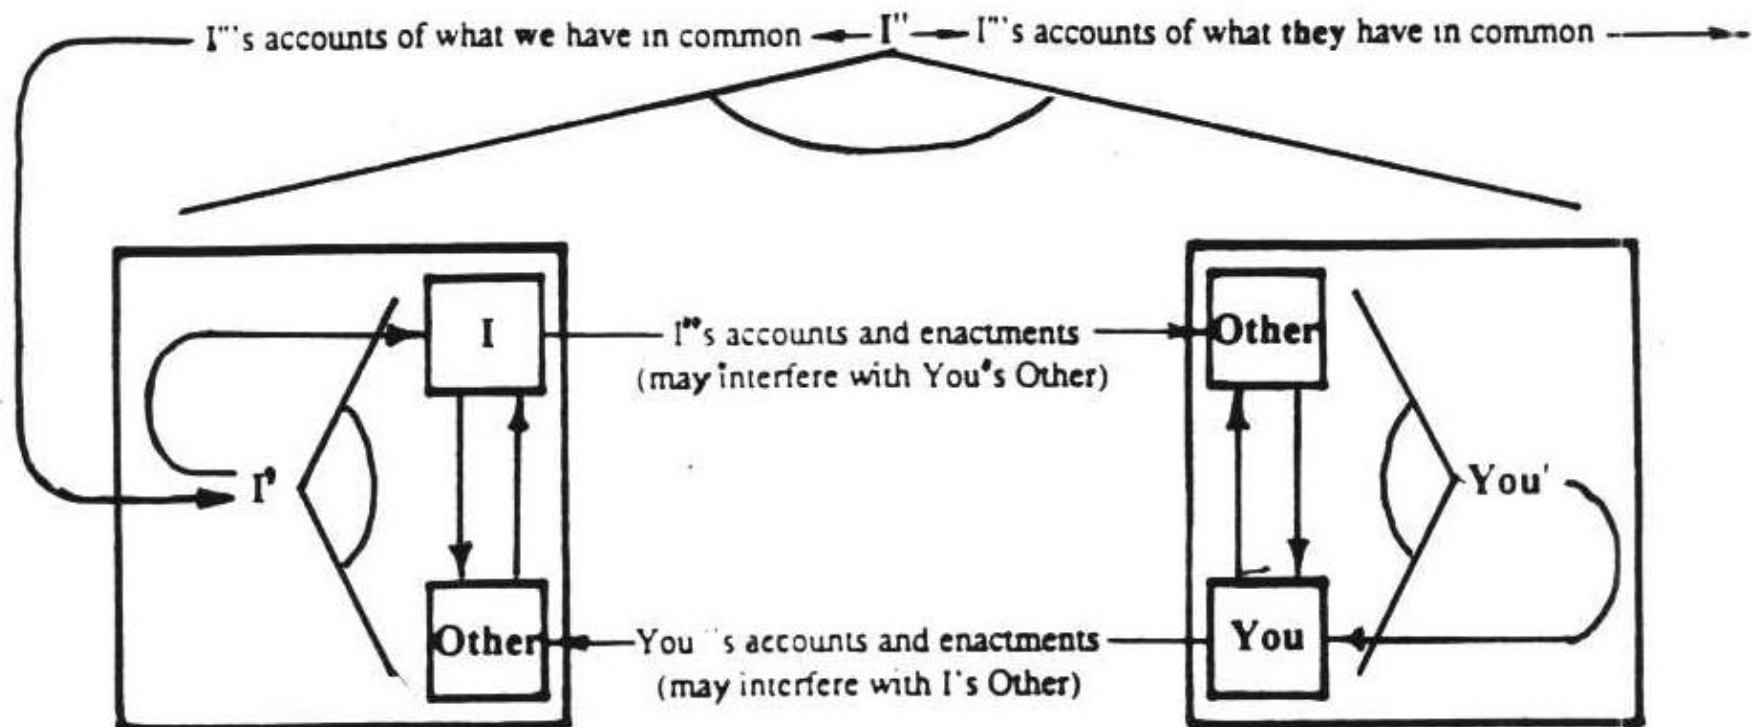 I"'s accounts of what we have in common I" I"'s accounts of what they have in common
I
Other
I"s accounts and enactments
(may interfere with You's Other)
I'
You'
Other
You
You 's accounts and enactments
(may interfere with I's Other)